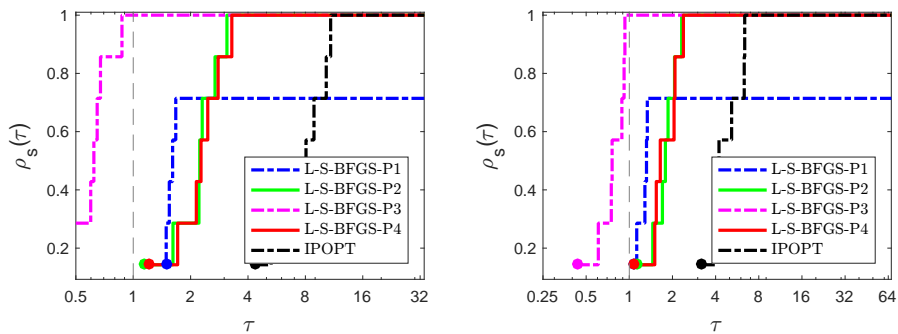 1
0.8
0.6
0.4
0.2
ρs(τ)
0.5 1 2 4 8 16 32
τ
L-S-BFGS-P1
L-S-BFGS-P2
L-S-BFGS-P3
L-S-BFGS-P4
IPOPT
1
0.8
0.6
0.4
0.2
ρs(τ)
0.25 0.5 1 2 4 8 16 32 64
τ
L-S-BFGS-P1
L-S-BFGS-P2
L-S-BFGS-P3
L-S-BFGS-P4
IPOPT